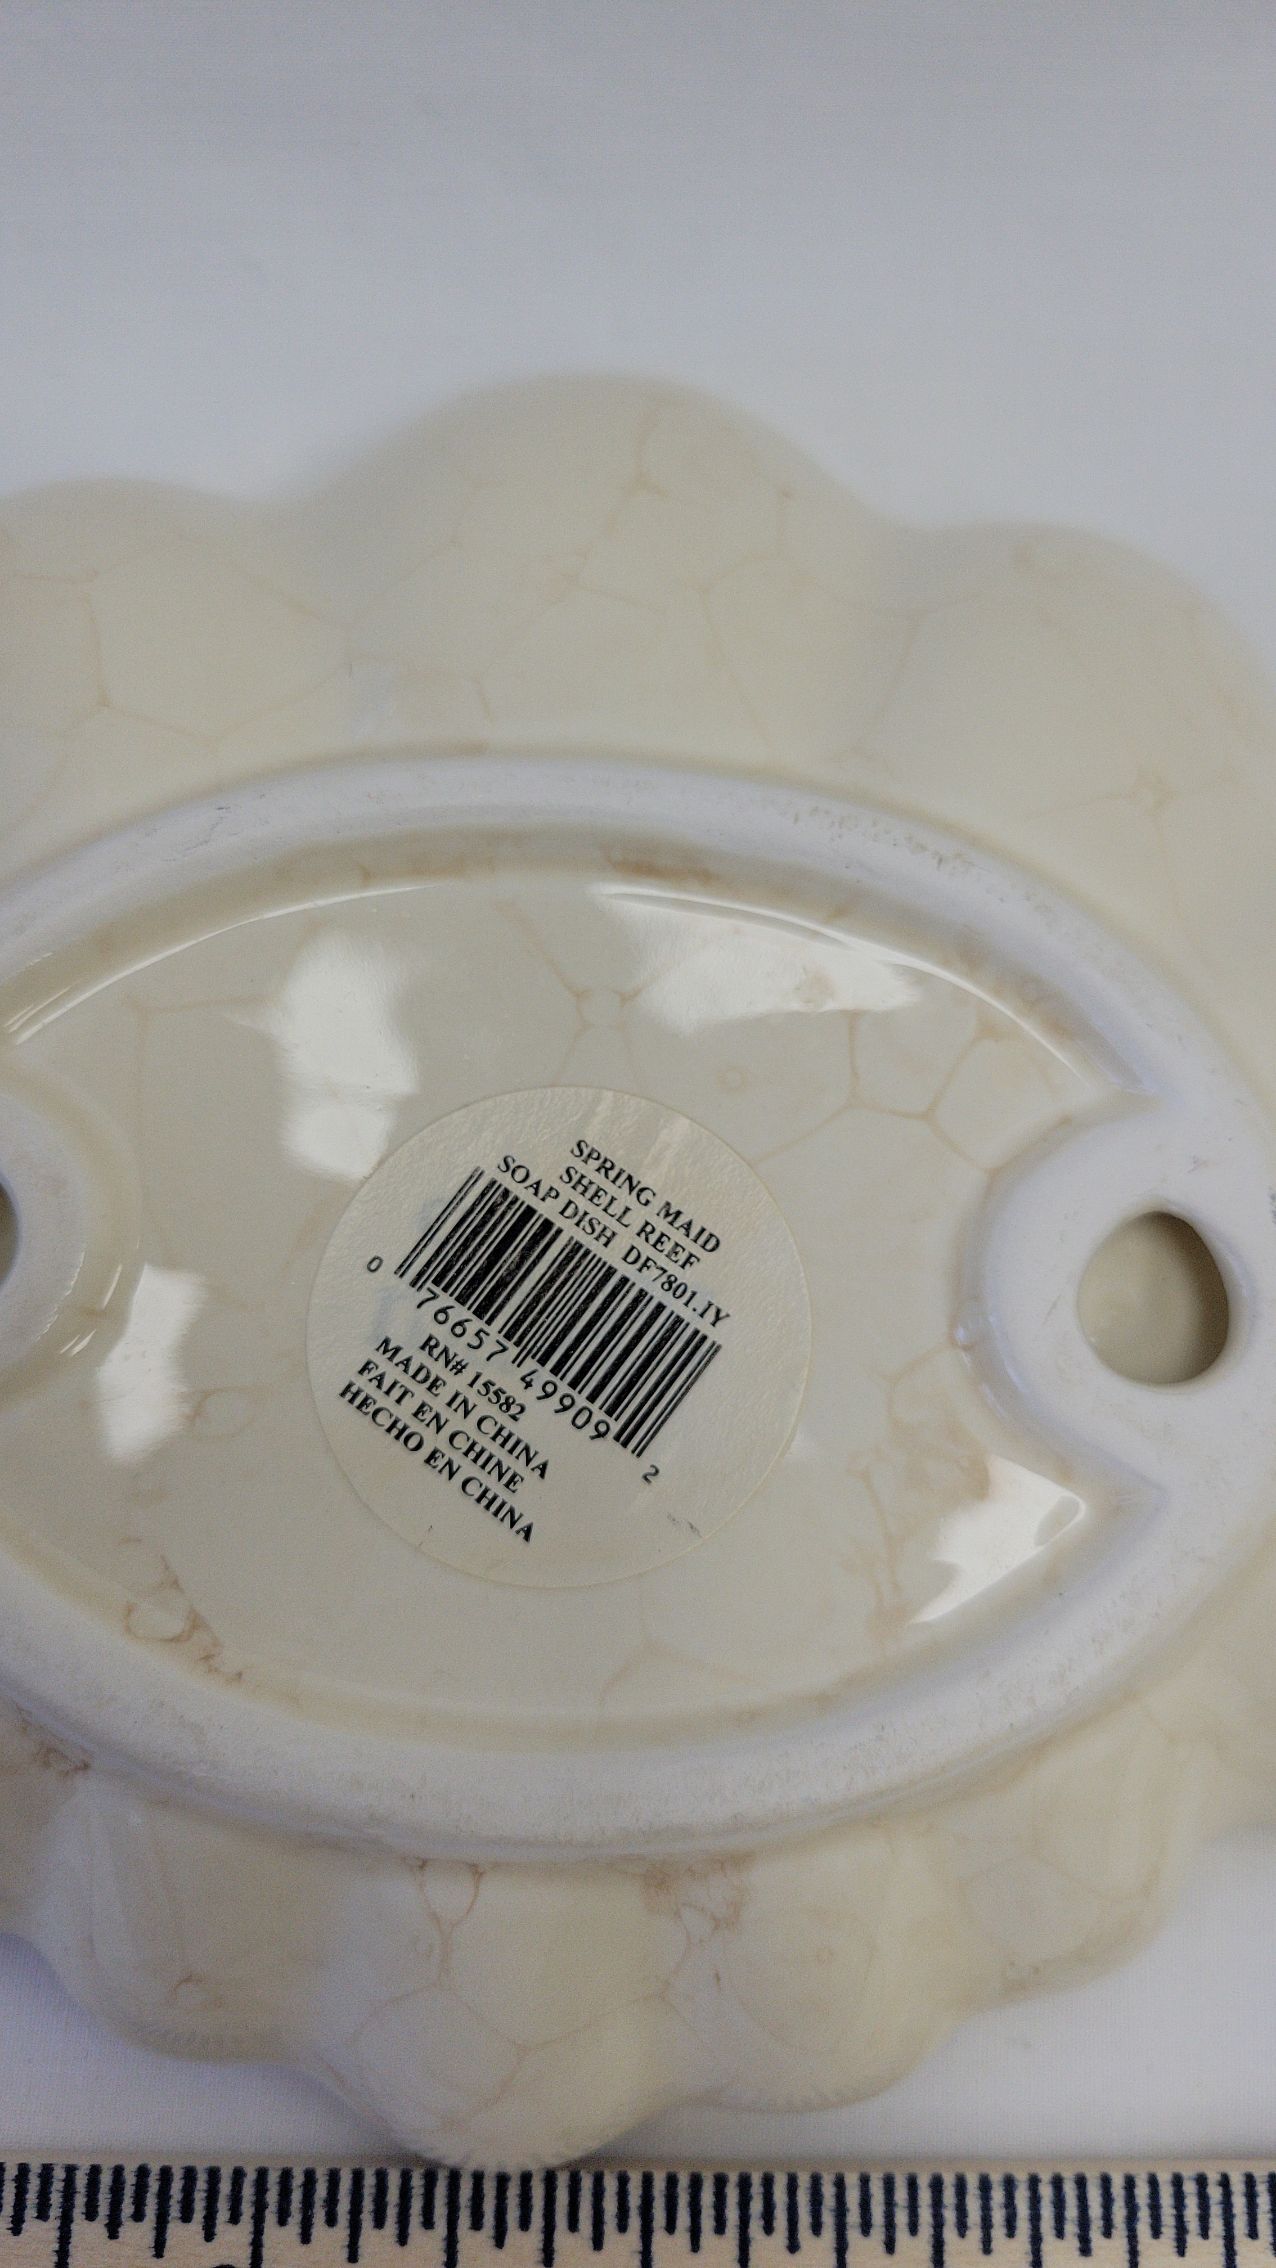 SPRING MAID
SHELL REEF
SOAP DISH DF7801.IY
0 76657 49909 2
RN# 15582
MADE IN CHINA
FAIT EN CHINE
HECHO EN CHINA